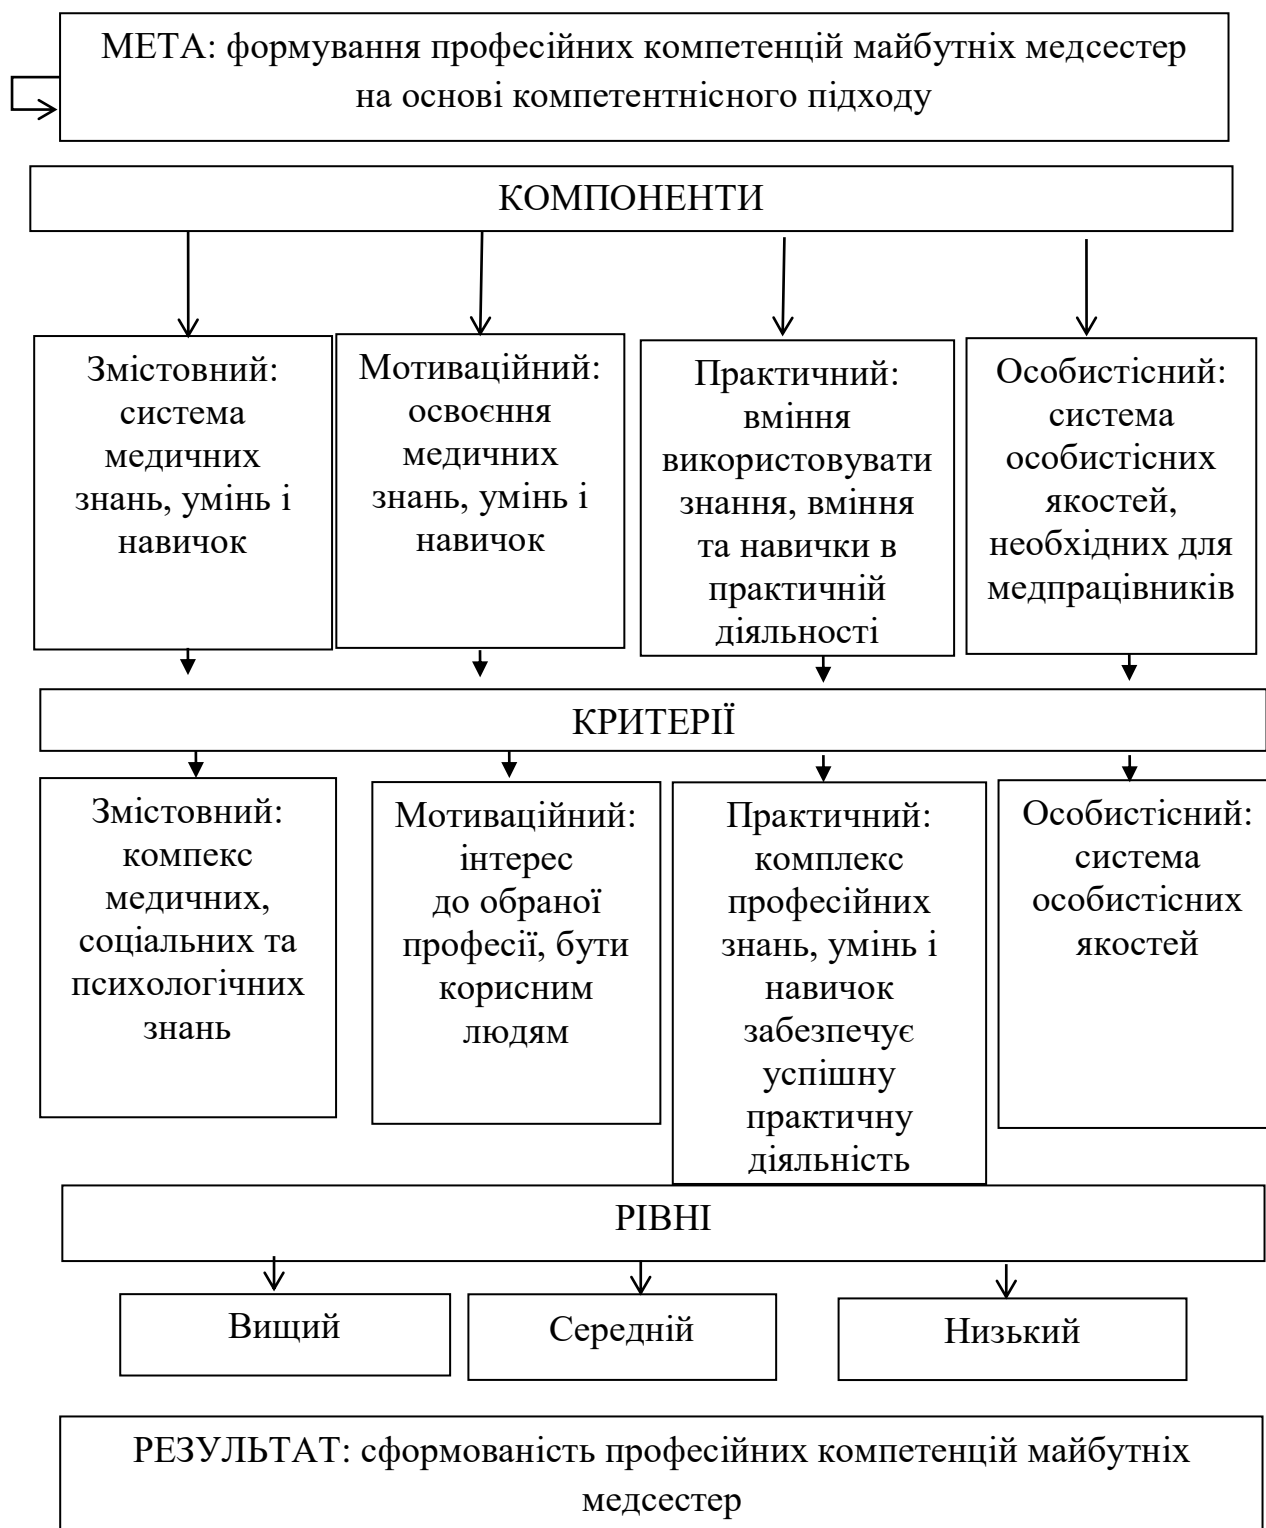 МЕТА: формування професійних компетенцій майбутніх медсестер
на основі компетентнісного підходу
КОМПОНЕНТИ
Змістовний:
система
медичних
знань, умінь і
навичок
Мотиваційний:
освоєння
медичних
знань, умінь і
навичок
Практичний:
вміння
використовувати
знання, вміння
та навички в
практичній
діяльності
Особистісний:
система
особистісних
якостей,
необхідних для
медпрацівників
КРИТЕРІЇ
Змістовний:
компекс
медичних,
соціальних та
психологічних
знань
Мотиваційний:
інтерес
до обраної
професії, бути
корисним
людям
Практичний:
комплекс
професійних
знань, умінь і
навичок
забезпечує
успішну
практичну
діяльність
Особистісний:
система
особистісних
якостей
РІВНІ
Вищий
Середній
Низький
РЕЗУЛЬТАТ: сформованість професійних компетенцій майбутніх
медсестер